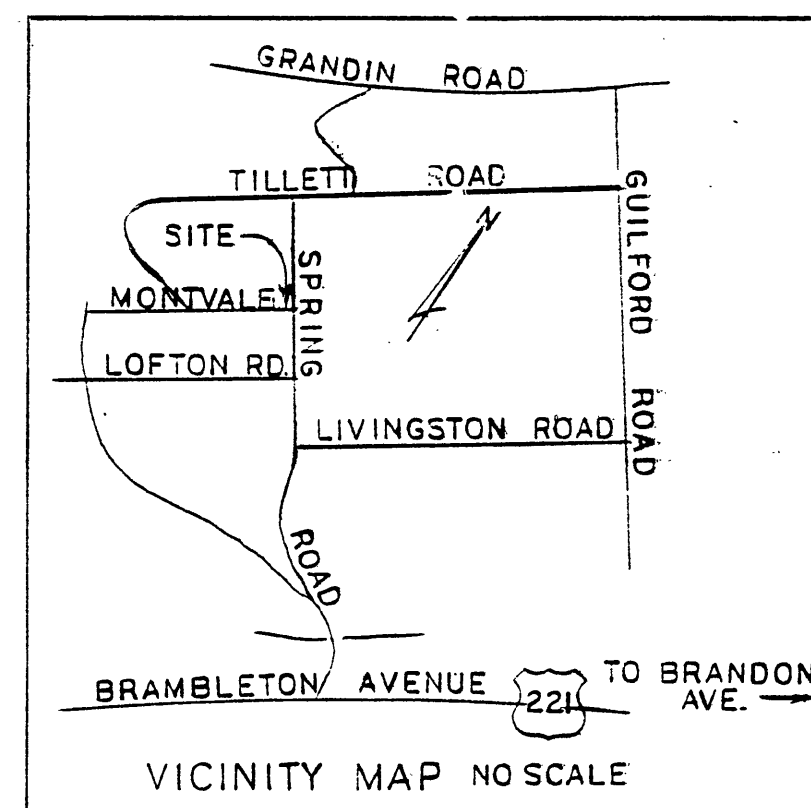 GRANDIN ROAD
TILLETT ROAD
GUILFORD ROAD
SITE
SPRING ROAD
MONTVALE
LOFTON RD.
LIVINGSTON ROAD
N
BRAMBLETON AVENUE
221
TO BRANDON
AVE.
VICINITY MAP NO SCALE